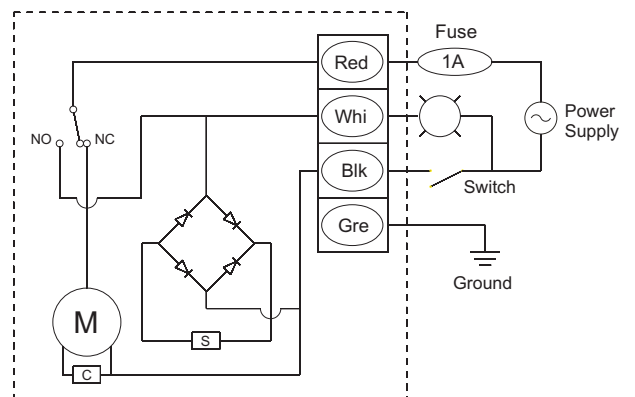 Fuse
Red
1A
Whi
Power
Supply
NO
NC
Blk
Switch
Gre
Ground
M
S
C